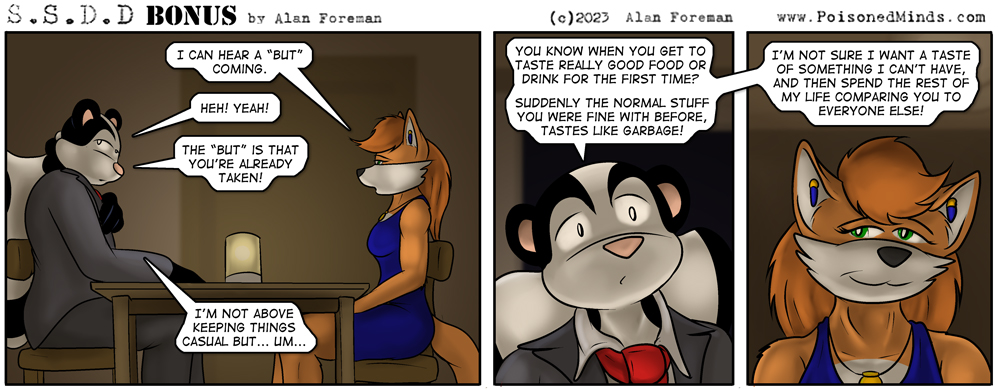 S.S.D.D BONUS by Alan Foreman
(c)2023 Alan Foreman
www.PoisonedMinds.com
I CAN HEAR A “BUT”
COMING.
HEH! YEAH!
THE “BUT” IS THAT
YOU'RE ALREADY
TAKEN!
I'M NOT ABOVE
KEEPING THINGS
CASUAL BUT... UM...
YOU KNOW WHEN YOU GET TO
TASTE REALLY GOOD FOOD OR
DRINK FOR THE FIRST TIME?
SUDDENLY THE NORMAL STUFF
YOU WERE FINE WITH BEFORE,
TASTES LIKE GARBAGE!
I'M NOT SURE I WANT A TASTE
OF SOMETHING I CAN'T HAVE,
AND THEN SPEND THE REST OF
MY LIFE COMPARING YOU TO
EVERYONE ELSE!